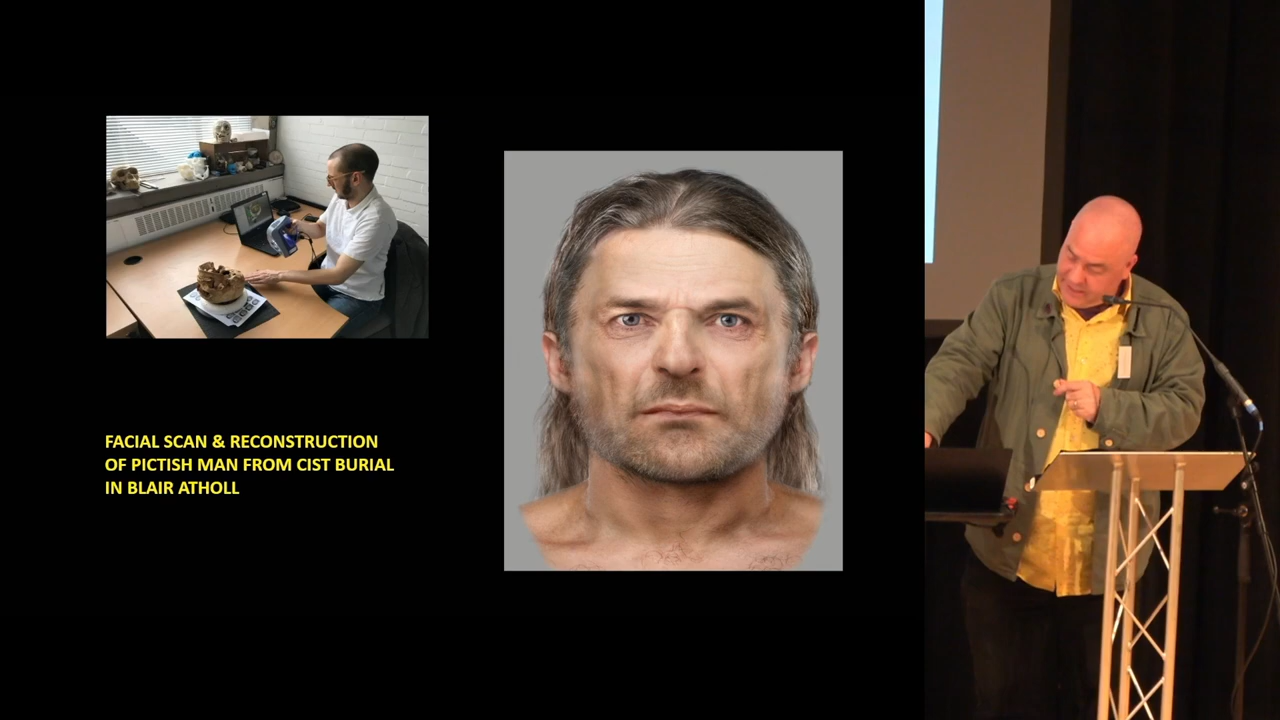 FACIAL SCAN & RECONSTRUCTION
OF PICTISH MAN FROM CIST BURIAL
IN BLAIR ATHOLL